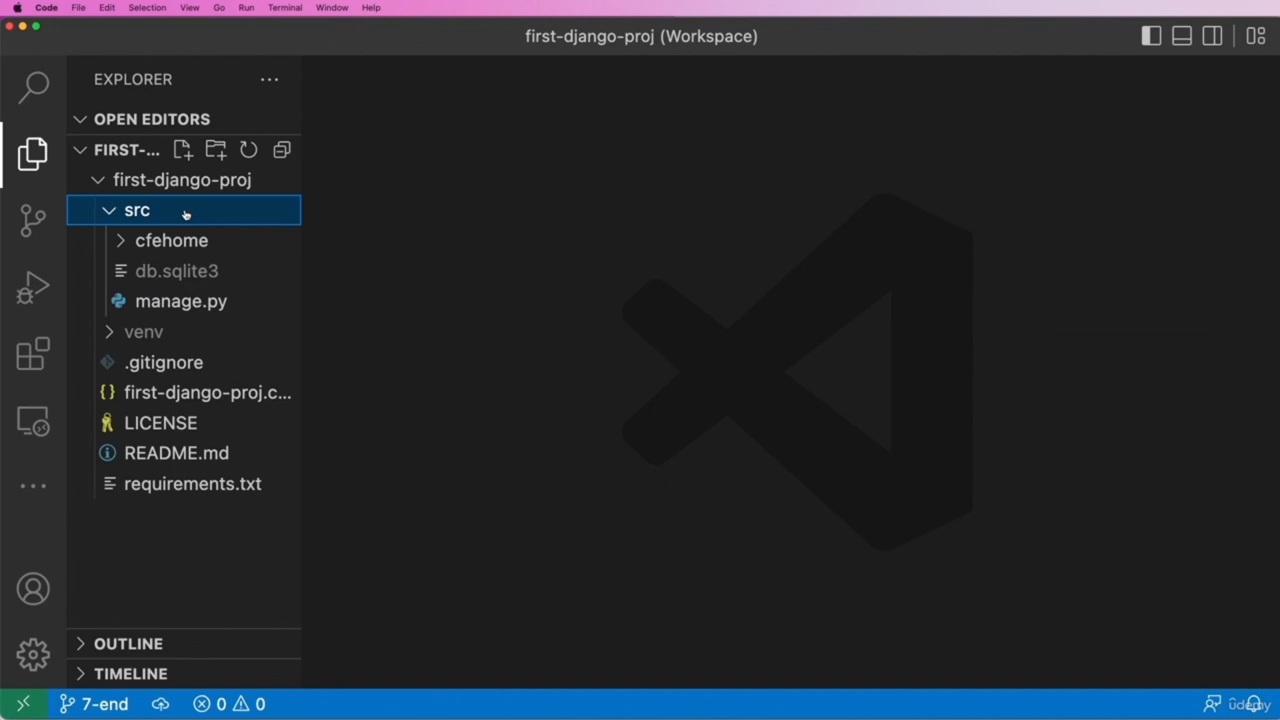 Code File Edit Selection View Go Run Terminal Window Help
first-django-proj (Workspace)
EXPLORER
OPEN EDITORS
FIRST-...
first-django-proj
src
cfehome
db.sqlite3
manage.py
venv
.gitignore
first-django-proj.c...
LICENSE
README.md
requirements.txt
OUTLINE
TIMELINE
7-end 0 0
udemy